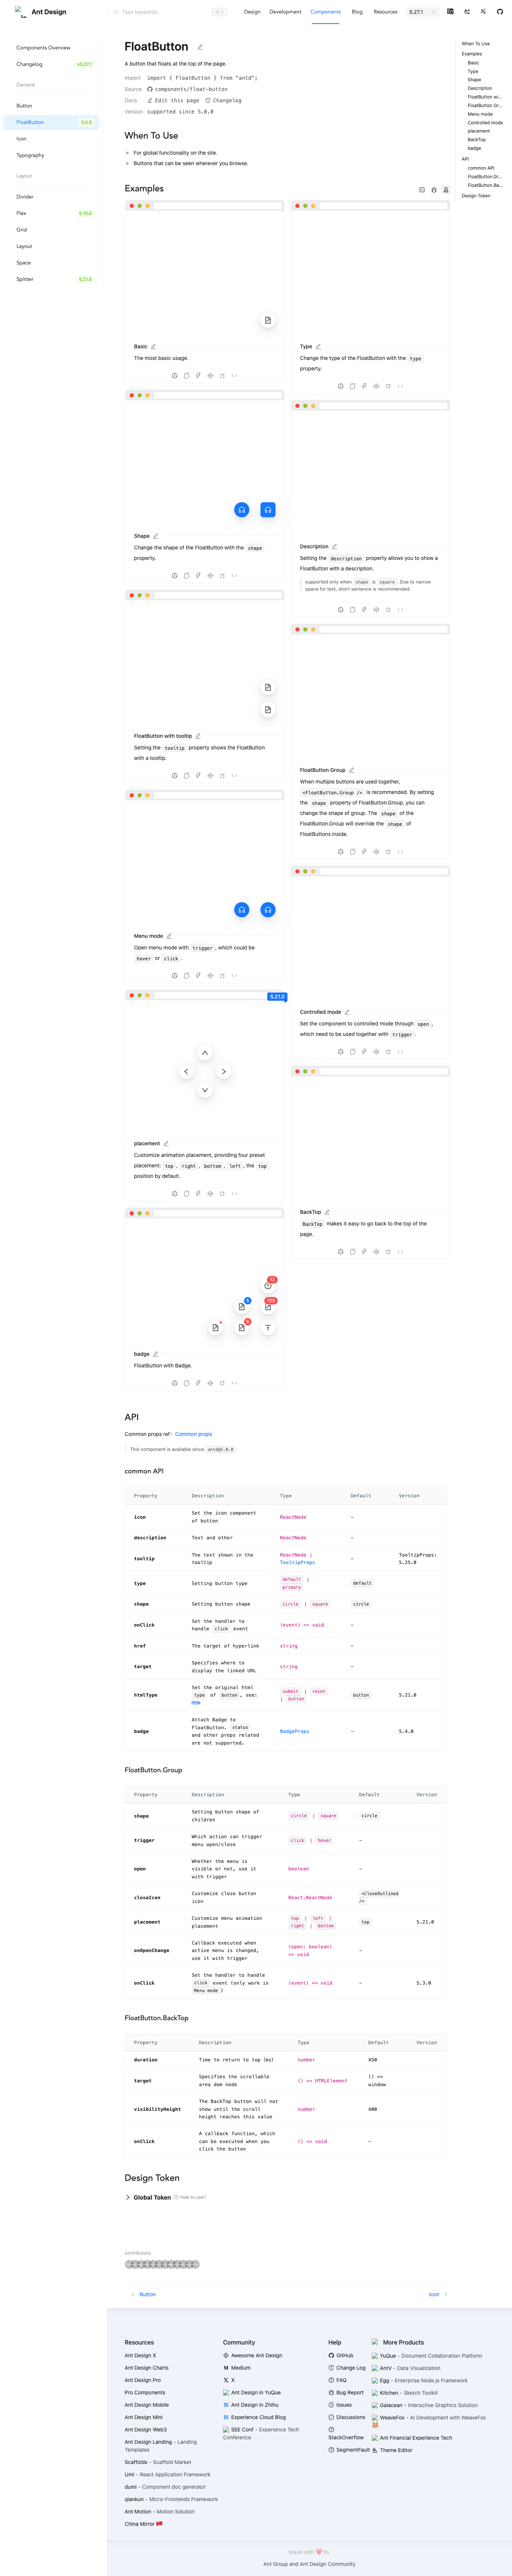 Ant Design
Type keywords...
⌘ K
Design
Development
Components
Blog
Resources
5.27.1
Components Overview
Changelog
v5.27.1
General
Button
FloatButton
5.0.0
Icon
Typography
Layout
Divider
Flex
5.10.0
Grid
Layout
Space
Splitter
5.21.0
FloatButton
A button that floats at the top of the page.
Import import { FloatButton } from "antd";
Source components/float-button
Docs Edit this page Changelog
Version supported since 5.0.0
When To Use
For global functionality on the site.
Buttons that can be seen wherever you browse.
Examples
Basic
The most basic usage.
Shape
Change the shape of the FloatButton with the shape
property.
FloatButton with tooltip
Setting the tooltip property shows the FloatButton
with a tooltip.
Menu mode
Open menu mode with trigger, which could be
hover or click.
5.21.0
placement
Customize animation placement, providing four preset
placement: top, right, bottom, left, the top
position by default.
12
5
123
5
badge
FloatButton with Badge.
Type
Change the type of the FloatButton with the type
property.
Description
Setting the description property allows you to show a
FloatButton with a description.
supported only when shape is square. Due to narrow
space for text, short sentence is recommended.
FloatButton Group
When multiple buttons are used together,
<FloatButton.Group /> is recommended. By setting
the shape property of FloatButton.Group, you can
change the shape of group. The shape of the
FloatButton.Group will override the shape of
FloatButtons inside.
Controlled mode
Set the component to controlled mode through open,
which need to be used together with trigger.
BackTop
BackTop makes it easy to go back to the top of the
page.
When To Use
Examples
Basic
Type
Shape
Description
FloatButton wi...
FloatButton Gr...
Menu mode
Controlled mode
placement
BackTop
badge
API
common API
FloatButton.Gr...
FloatButton.Ba...
Design Token
API
Common props ref: Common props
This component is available since antd@5.0.0.
common API
Property Description Type Default Version
icon Set the icon component of button ReactNode -
description Text and other ReactNode
tooltip The text shown in the tooltip ReactNode | TooltipProps - TooltipProps: 5.25.0
type Setting button type default | primary default
shape Setting button shape circle | square circle
onClick Set the handler to handle click event (event) => void -
href The target of hyperlink string -
target Specifies where to display the linked URL string -
htmlType Set the original html type of button, see: MDN submit | reset | button button 5.21.0
badge Attach Badge to FloatButton. status and other props related are not supported. BadgeProps - 5.4.0
FloatButton.Group
Property Description Type Default Version
shape Setting button shape of children circle | square circle
trigger Which action can trigger menu open/close click | hover -
open Whether the menu is visible or not, use it with trigger boolean -
closeIcon Customize close button icon React.ReactNode <CloseOutlined />
placement Customize menu animation placement top | left | right | bottom top 5.21.0
onOpenChange Callback executed when active menu is changed, use it with trigger (open: boolean) => void -
onClick Set the handler to handle click event (only work in Menu mode) (event) => void - 5.3.0
FloatButton.BackTop
Property Description Type Default Version
duration Time to return to top (ms) number 450
target Specifies the scrollable area dom node () => HTMLElement () => window
visibilityHeight The BackTop button will not show until the scroll height reaches this value number 400
onClick A callback function, which can be executed when you click the button () => void -
Design Token
Global Token How to use?
contributors
Button
Icon
Resources
Ant Design X
Ant Design Charts
Ant Design Pro
Pro Components
Ant Design Mobile
Ant Design Mini
Ant Design Web3
Ant Design Landing - Landing
Templates
Scaffolds - Scaffold Market
Umi - React Application Framework
dumi - Component doc generator
qiankun - Micro-Frontends Framework
Ant Motion - Motion Solution
China Mirror 🇨🇳
Community
Awesome Ant Design
Medium
X
Ant Design in YuQue
Ant Design in Zhihu
Experience Cloud Blog
SEE Conf - Experience Tech
Conference
Help
GitHub
Change Log
FAQ
Bug Report
Issues
Discussions
StackOverflow
SegmentFault
More Products
YuQue - Document Collaboration Platform
AntV - Data Visualization
Egg - Enterprise Node.js Framework
Kitchen - Sketch Toolkit
Galacean - Interactive Graphics Solution
WeaveFox - AI Development with WeaveFox 🦊
Ant Financial Experience Tech
Theme Editor
Made with ❤ by
Ant Group and Ant Design Community